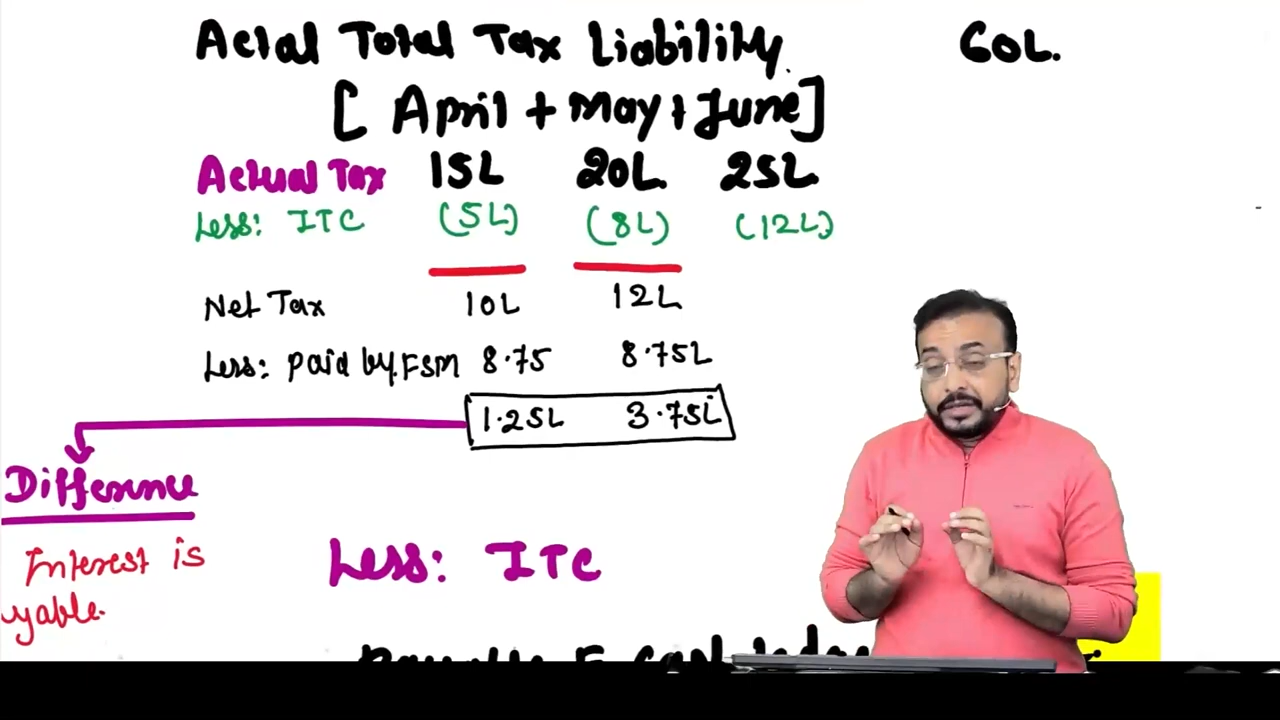 Actal Total Tax Liability. 60L.
[April + May + June]
Actual Tax 15L 20L 25L
Less: ITC (5L) (8L) (12L)
Net Tax 10L 12L
Less: Paid by FSM 8.75 8.75L
1.25L 3.75L
Difference
Interest is
yable.
Less: ITC